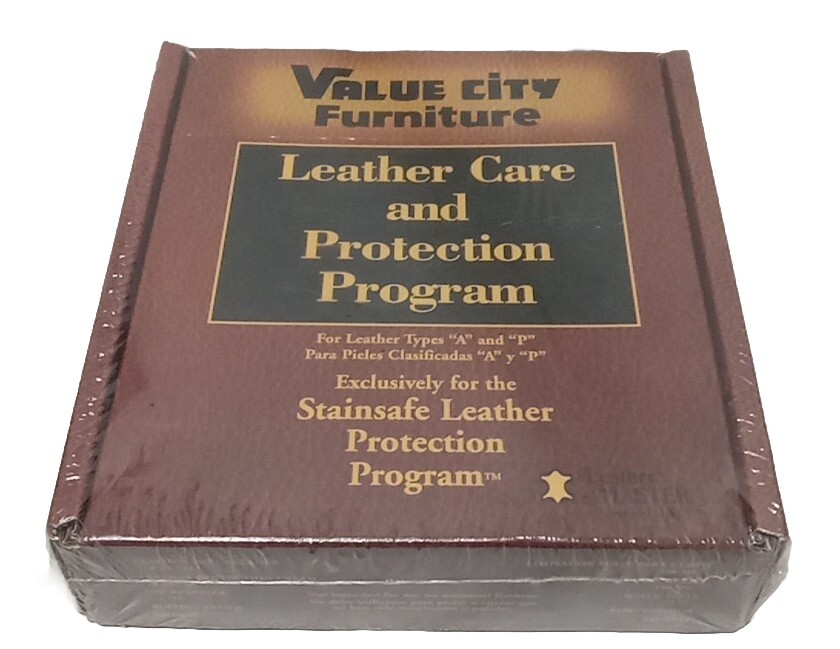 VALUE CITY
Furniture
Leather Care
and
Protection
Program
For Leather Types "A" and "P"
Para Pieles Clasificadas "A" y "P"
Exclusively for the
Stainsafe Leather
Protection
Program™
Leather